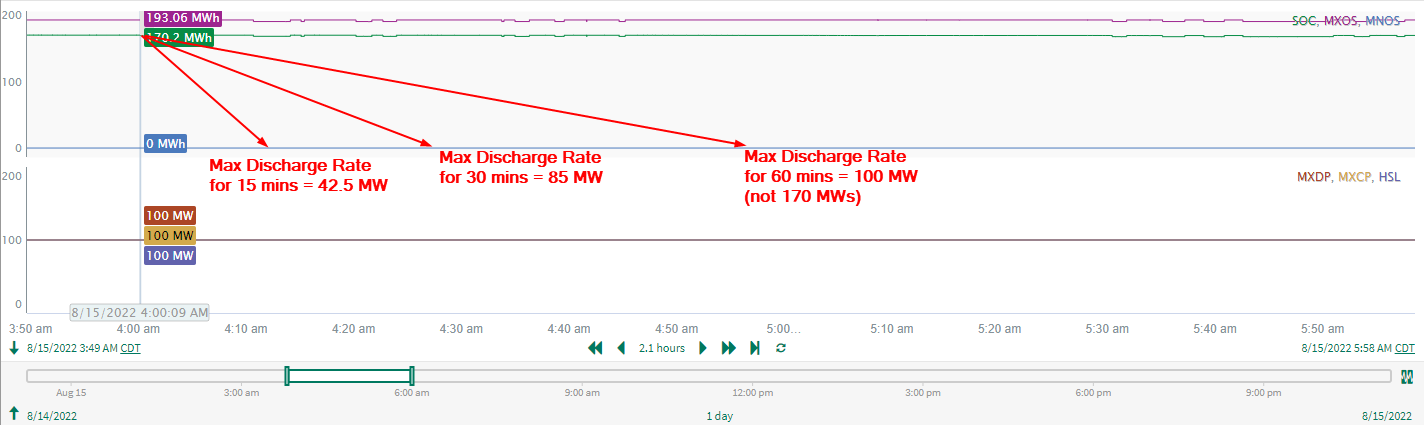 200
193.06 MWh
SOC, MXOS, MNOS
170.2 MWh
100
0
0 MWh
Max Discharge Rate
for 15 mins = 42.5 MW
Max Discharge Rate
for 30 mins = 85 MW
Max Discharge Rate
for 60 mins = 100 MW
(not 170 MWs)
200
MXDP, MXCP, HSL
100 MW
100
100 MW
100 MW
0
8/15/2022 4:00:09 AM
3:50 am 4:00 am 4:10 am 4:20 am 4:30 am 4:40 am 4:50 am 5:00... 5:10 am 5:20 am 5:30 am 5:40 am 5:50 am
8/15/2022 3:49 AM CDT 2.1 hours 8/15/2022 5:58 AM CDT
Aug 15 3:00 am 6:00 am 9:00 am 12:00 pm 3:00 pm 6:00 pm 9:00 pm
8/14/2022 1 day 8/15/2022